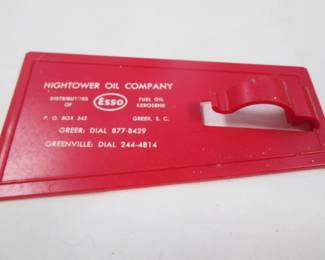 HIGHTOWER OIL COMPANY
DISTRIBUTORS OF Esso FUEL OIL KEROSENE
P. O. BOX 342 GREER, S. C.
GREER: DIAL 877-8429
GREENVILLE: DIAL 244-4814